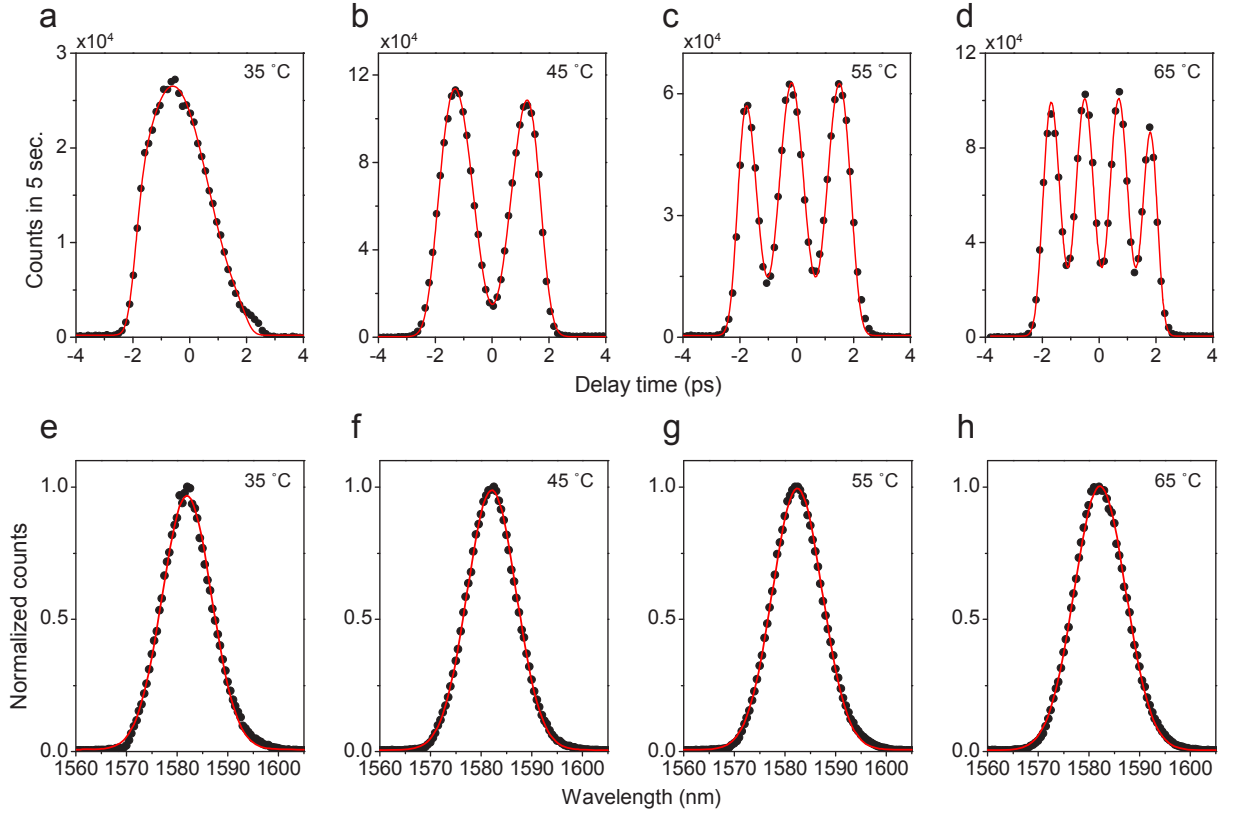 a
x10⁴
35 °C
3
2
1
0
-4 -2 0 2 4
Counts in 5 sec.
b
x10⁴
45 °C
12
8
4
0
-4 -2 0 2 4
c
x10⁴
55 °C
6
3
0
-4 -2 0 2 4
d
x10⁴
65 °C
12
8
4
0
-4 -2 0 2 4
Delay time (ps)
e
35 °C
1.0
0.5
0.0
1560 1570 1580 1590 1600
Normalized counts
f
45 °C
1.0
0.5
0.0
1560 1570 1580 1590 1600
g
55 °C
1.0
0.5
0.0
1560 1570 1580 1590 1600
h
65 °C
1.0
0.5
0.0
1560 1570 1580 1590 1600
Wavelength (nm)